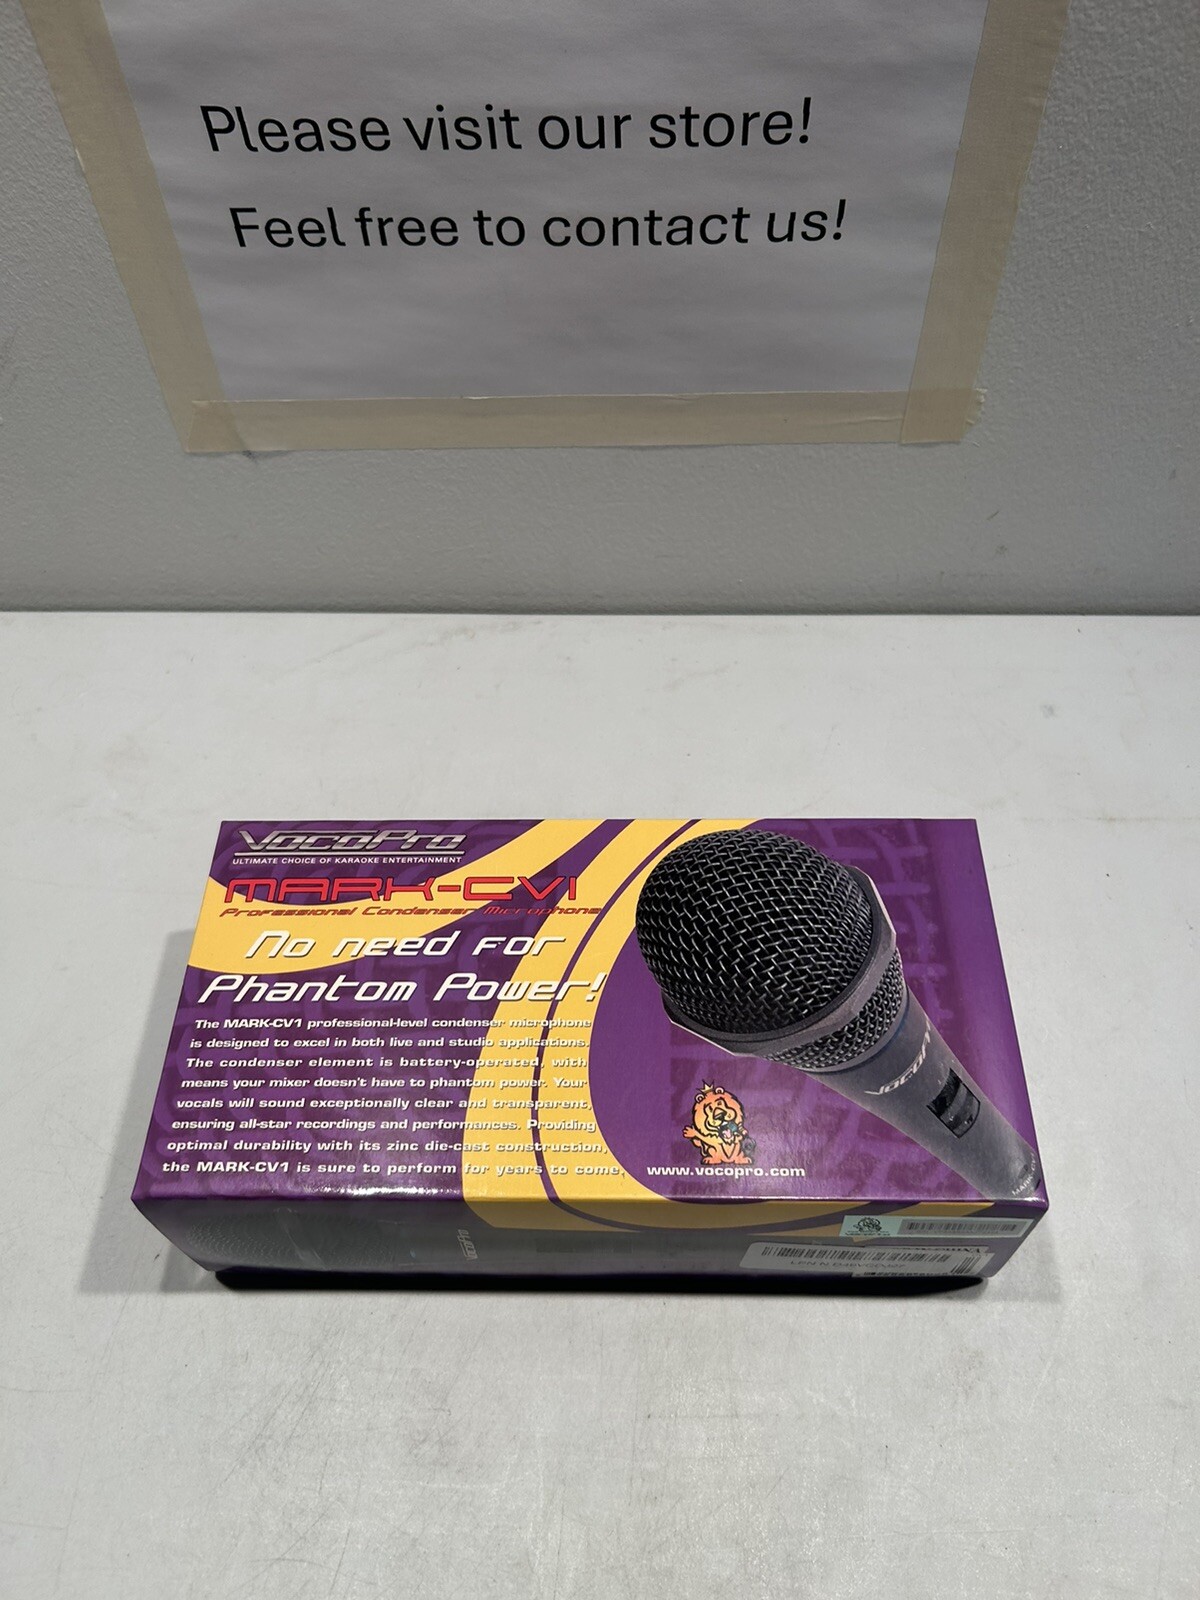 Please visit our store!
Feel free to contact us!
VocoPro
ULTIMATE CHOICE OF KARAOKE ENTERTAINMENT
MARK-CV1
Professional Condenser Microphone
No need for
Phantom Power!
The MARK-CV1 professional-level condenser microphone
is designed to excel in both live and studio applications.
The condenser element is battery-operated, with
means your mixer doesn't have to phantom power. Your
vocals will sound exceptionally clear and transparent,
ensuring all-star recordings and performances. Providing
optimal durability with its zinc die-cast construction,
the MARK-CV1 is sure to perform for years to come.
VocoPro
www.vocopro.com
VocoPro